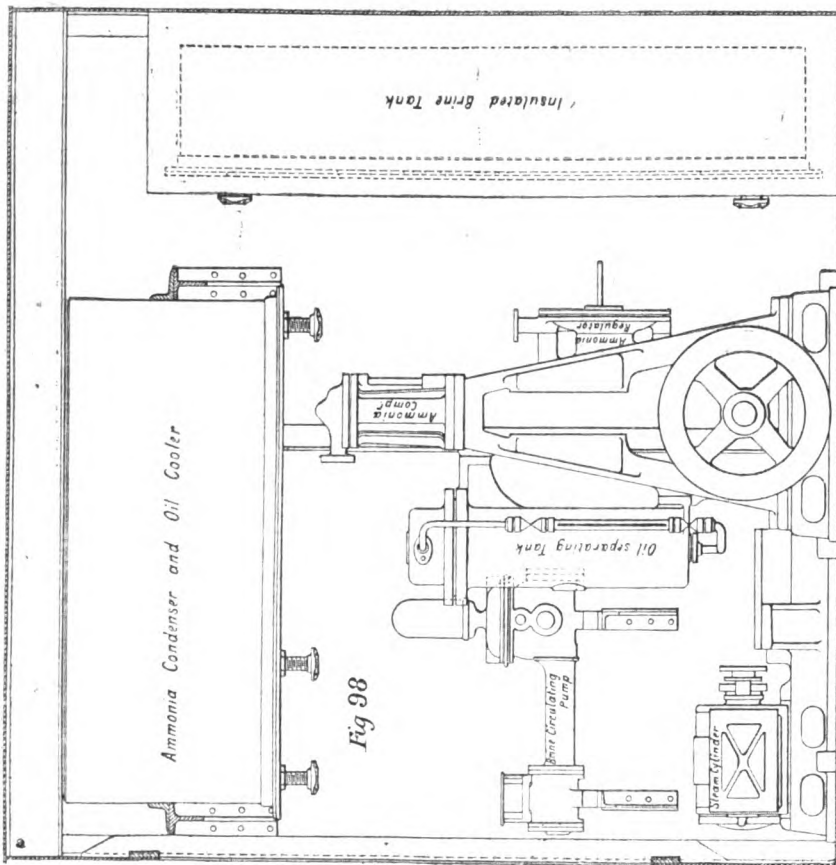 Insulated Brine Tank
Ammonia Condenser and Oil Cooler
Ammonia
Regulator
Ammonia
Compr
Oil separating Tank
Brine Circulating
Pump
Steam Cylinder
Fig 98
a